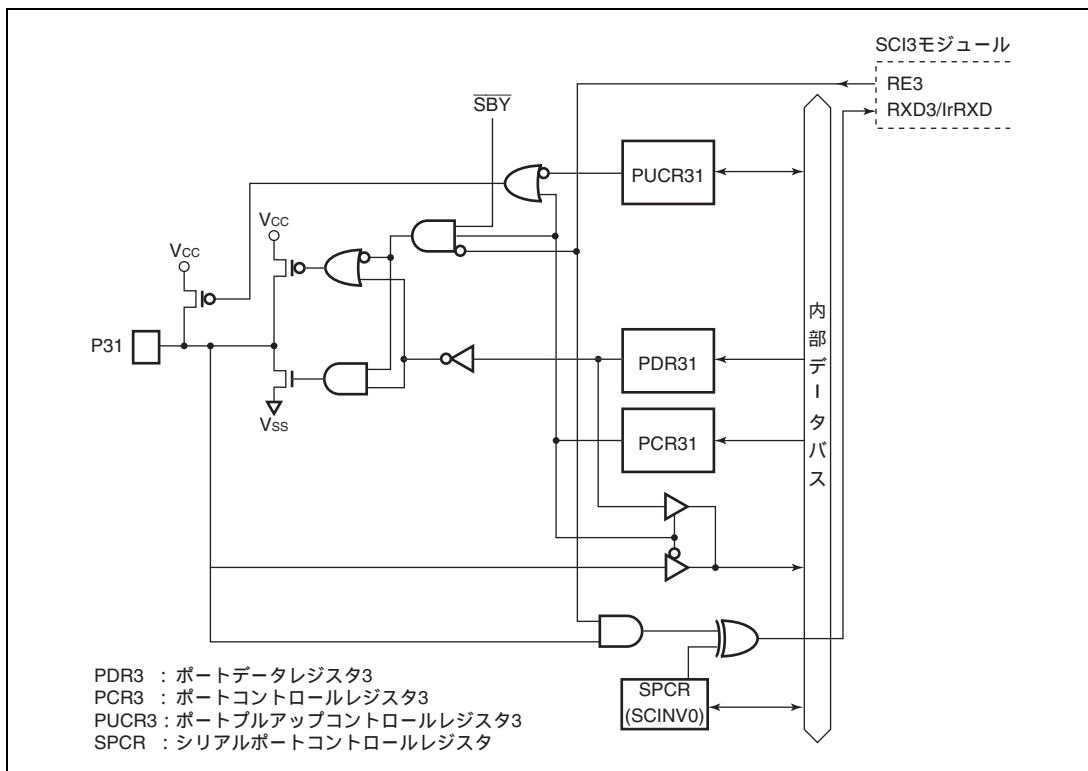 SCI3モジュール
RE3
RXD3/IrRXD
SBY
PUCR31
VCC
VCC
P31
PDR31
VSS
PCR31
内部データバス
SPCR
(SCINV0)
PDR3 : ポートデータレジスタ3
PCR3 : ポートコントロールレジスタ3
PUCR3 : ポートプルアップコントロールレジスタ3
SPCR : シリアルポートコントロールレジスタ